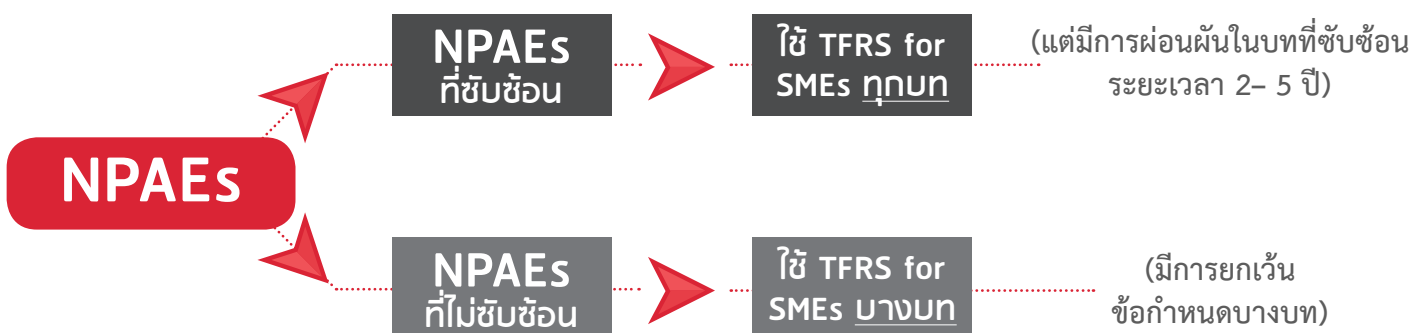 NPAEs
NPAEs
ที่ซับซ้อน
ใช้ TFRS for
SMEs ทุกบท
(แต่มีการผ่อนผันในบทที่ซับซ้อน
ระยะเวลา 2– 5 ปี)
NPAEs
ที่ไม่ซับซ้อน
ใช้ TFRS for
SMEs บางบท
(มีการยกเว้น
ข้อกำหนดบางบท)